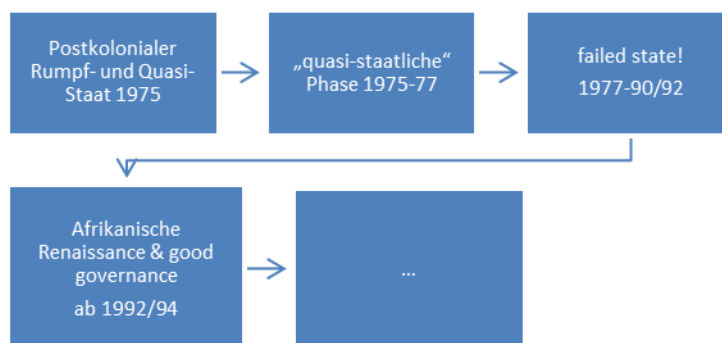 Postkolonialer
Rumpf- und Quasi-
Staat 1975
„quasi-staatliche“
Phase 1975-77
failed state!
1977-90/92
Afrikanische
Renaissance & good
governance
ab 1992/94
...